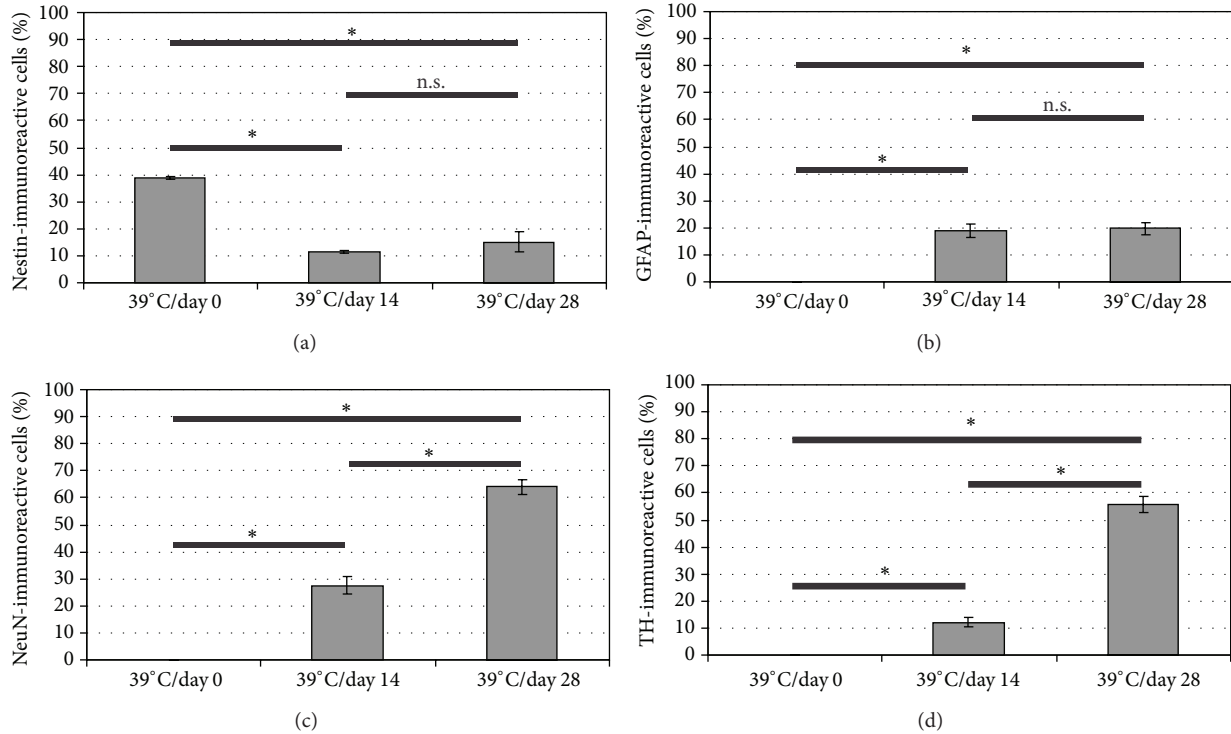 Nestin-immunoreactive cells (%)
100
90
80
70
60
50
40
30
20
10
0
*
n.s.
*
39°C/day 0
39°C/day 14
39°C/day 28
(a)
GFAP-immunoreactive cells (%)
100
90
80
70
60
50
40
30
20
10
0
*
n.s.
*
39°C/day 0
39°C/day 14
39°C/day 28
(b)
NeuN-immunoreactive cells (%)
100
90
80
70
60
50
40
30
20
10
0
*
*
*
39°C/day 0
39°C/day 14
39°C/day 28
(c)
TH-immunoreactive cells (%)
100
90
80
70
60
50
40
30
20
10
0
*
*
*
39°C/day 0
39°C/day 14
39°C/day 28
(d)